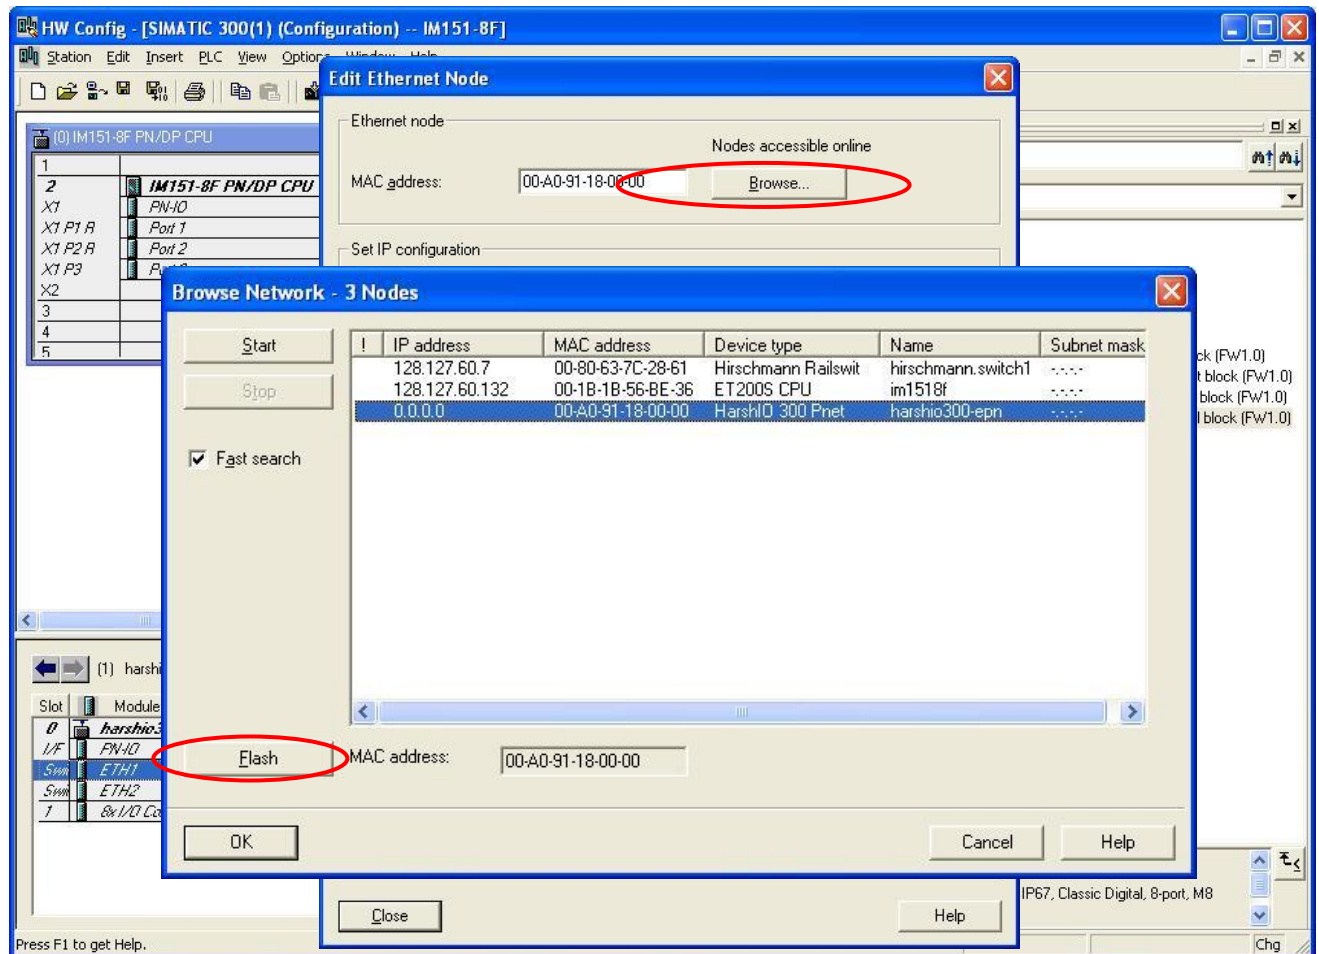 HW Config - [SIMATIC 300(1) (Configuration) -- IM151-8F]
Station Edit Insert PLC View Options Window Help
Edit Ethernet Node
Ethernet node
Nodes accessible online
MAC address: 00-A0-91-18-00-00 Browse...
Set IP configuration
(0) IM151-8F PN/DP CPU
1
2 IM151-8F PN/DP CPU
X1 PN-IO
X1 P1 R Port 1
X1 P2 R Port 2
X1 P3
X2
3
4
5
Browse Network - 3 Nodes
Start
Stop
Fast search
! IP address MAC address Device type Name Subnet mask
128.127.60.7 00-80-63-7C-28-61 Hirschmann Railswit hirschmann.switch1 -.-.-.-
128.127.60.132 00-1B-1B-56-BE-36 ET200S CPU im1518f -.-.-.-
0.0.0.0 00-A0-91-18-00-00 HarshIO 300 Pnet harshio300-epn -.-.-.-
ck (FW1.0)
t block (FW1.0)
block (FW1.0)
l block (FW1.0)
Flash MAC address: 00-A0-91-18-00-00
OK Cancel Help
(1) harshi
Slot Module
0 harshio3
I/F PN-IO
Swit ETH1
Swit ETH2
1 8x I/O Co
IP67, Classic Digital, 8-port, M8
Close Help
Press F1 to get Help. Chg